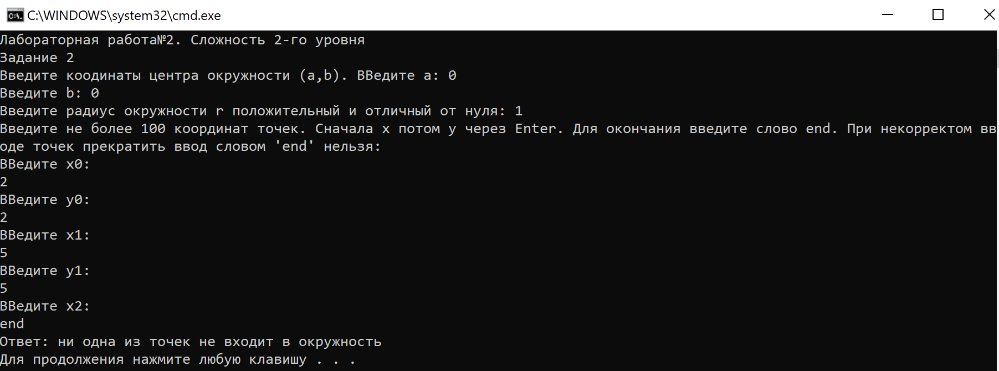 C:\WINDOWS\system32\cmd.exe
Лабораторная работа№2. Сложность 2-го уровня
Задание 2
Введите коодинаты центра окружности (a,b). ВВедите a: 0
Введите b: 0
Введите радиус окружности r положительный и отличный от нуля: 1
Введите не более 100 координат точек. Сначала x потом y через Enter. Для окончания введите слово end. При некорректом вв
оде точек прекратить ввод словом 'end' нельзя:
ВВедите x0:
2
ВВедите y0:
2
ВВедите x1:
5
ВВедите y1:
5
ВВедите x2:
end
Ответ: ни одна из точек не входит в окружность
Для продолжения нажмите любую клавишу . . .